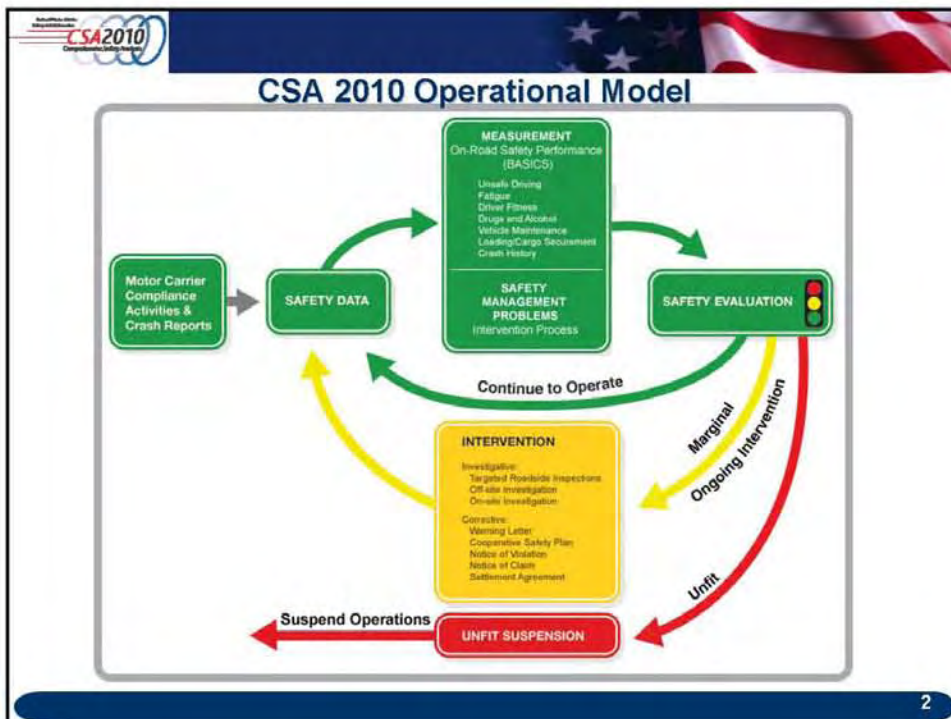 CSA2010
Comprehensive Safety Analysis
CSA 2010 Operational Model
MEASUREMENT
On-Road Safety Performance
(BASICS)
Unsafe Driving
Fatigue
Driver Fitness
Drugs and Alcohol
Vehicle Maintenance
Loading/Cargo Securement
Crash History
SAFETY
MANAGEMENT
PROBLEMS
Intervention Process
Motor Carrier
Compliance
Activities &
Crash Reports
SAFETY DATA
SAFETY EVALUATION
Continue to Operate
Marginal
Ongoing Intervention
Unfit
INTERVENTION
Investigative:
Targeted Roadside Inspections
Off-site Investigation
On-site Investigation
Corrective:
Warning Letter
Cooperative Safety Plan
Notice of Violation
Notice of Claim
Settlement Agreement
Suspend Operations
UNFIT SUSPENSION
2